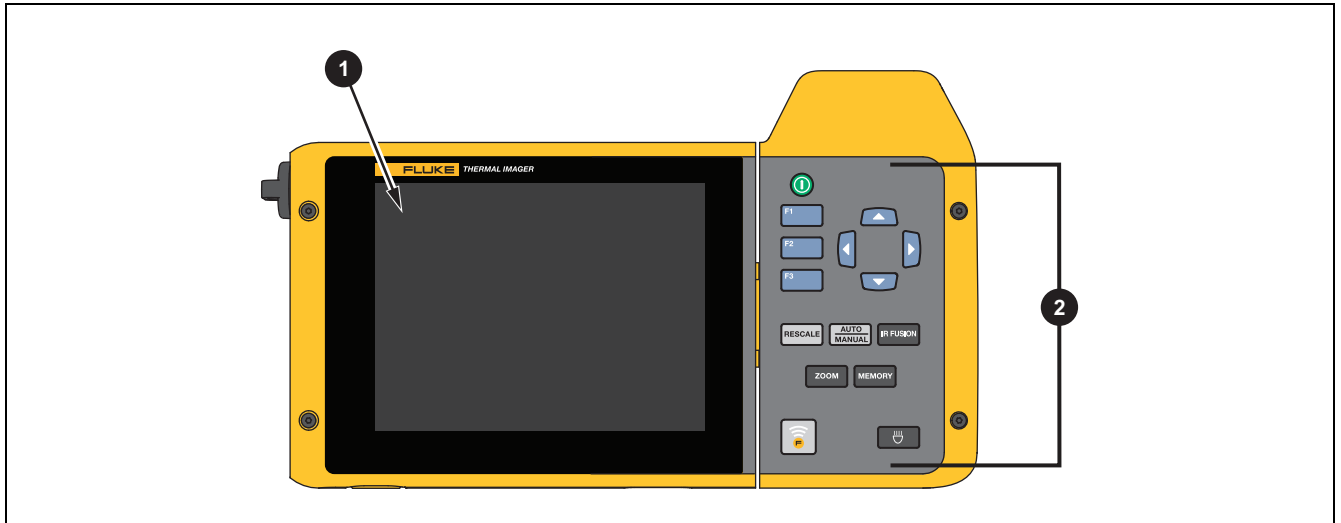 1
FLUKE THERMAL IMAGER
F1
F2
2
F3
RESCALE
AUTO
MANUAL
IR FUSION
ZOOM
MEMORY
F